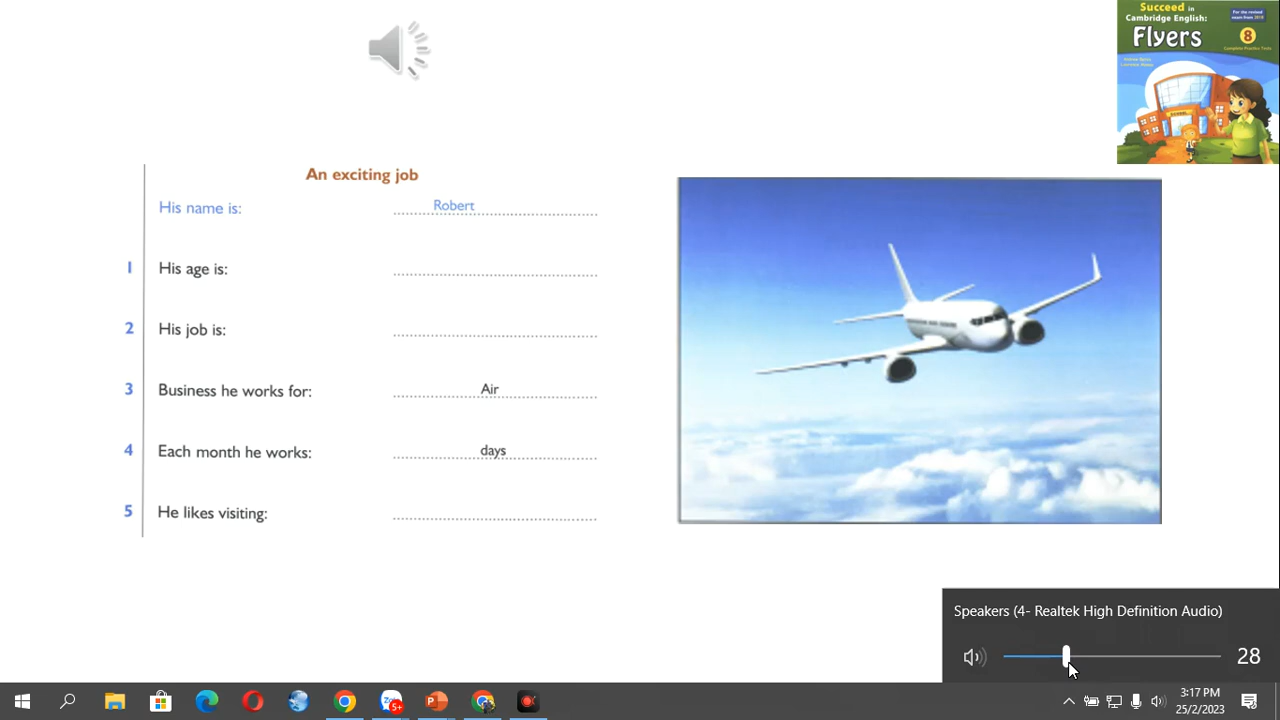 Succeed in
Cambridge English:
Flyers
8
An exciting job
His name is: Robert
1 His age is:
2 His job is:
3 Business he works for: Air
4 Each month he works: days
5 He likes visiting:
Speakers (4- Realtek High Definition Audio)
28
5+
3:17 PM
25/2/2023